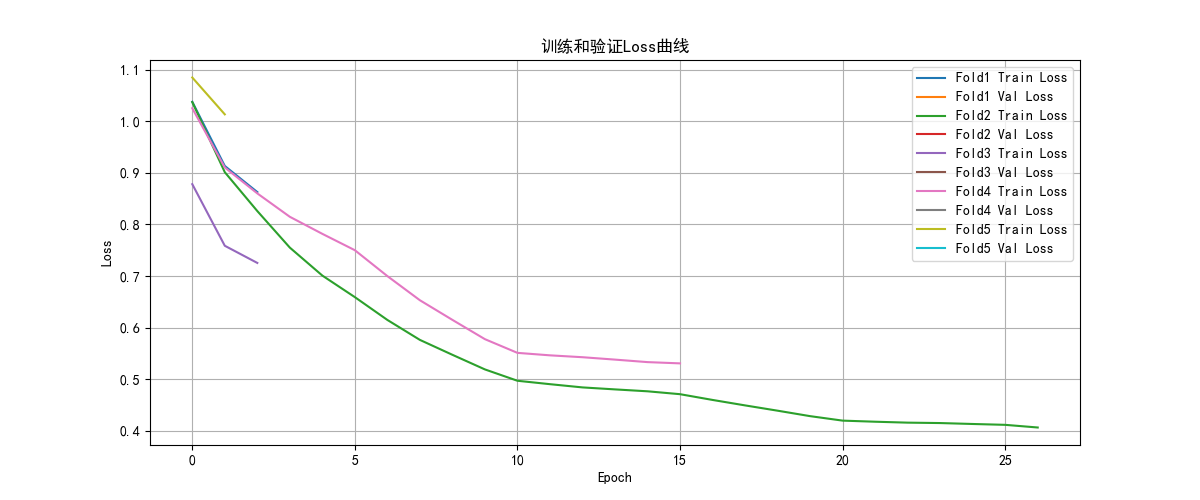 训练和验证Loss曲线
1.1
1.0
0.9
0.8
0.7
0.6
0.5
0.4
Loss
Fold1 Train Loss
Fold1 Val Loss
Fold2 Train Loss
Fold2 Val Loss
Fold3 Train Loss
Fold3 Val Loss
Fold4 Train Loss
Fold4 Val Loss
Fold5 Train Loss
Fold5 Val Loss
0 5 10 15 20 25
Epoch